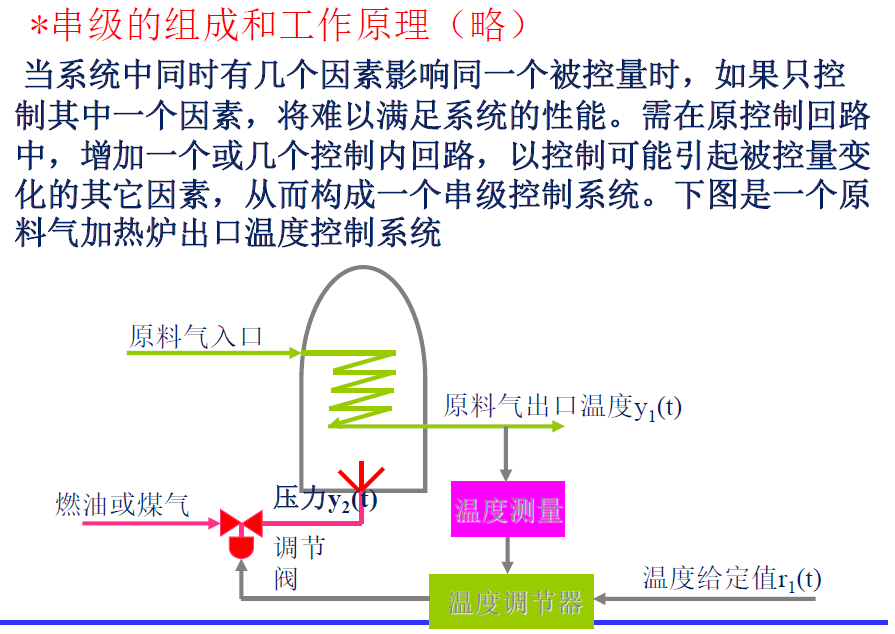 *串级的组成和工作原理（略）
当系统中同时有几个因素影响同一个被控量时，如果只控
制其中一个因素，将难以满足系统的性能。需在原控制回路
中，增加一个或几个控制内回路，以控制可能引起被控量变
化的其它因素，从而构成一个串级控制系统。下图是一个原
料气加热炉出口温度控制系统
原料气入口
原料气出口温度y₁(t)
燃油或煤气
压力y₂(t)
温度测量
调节
阀
温度给定值r₁(t)
温度调节器